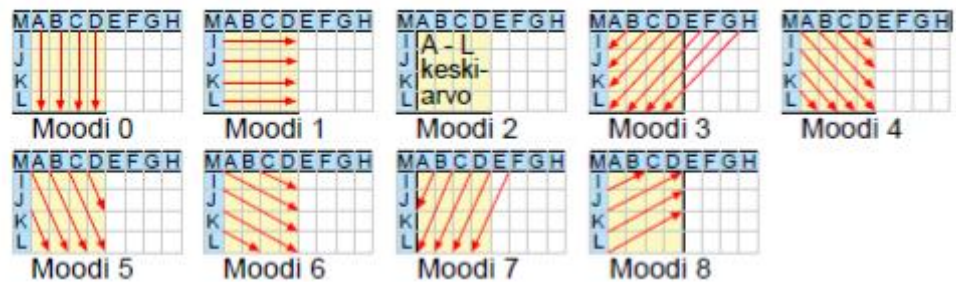 MABCDEFGH MABCDEFGH MABCDEFGH MABCDEFGH MABCDEFGH
I I I A - L I I
J J J keski- J J
K K K arvo K K
L L L L L
Moodi 0 Moodi 1 Moodi 2 Moodi 3 Moodi 4
MABCDEFGH MABCDEFGH MABCDEFGH MABCDEFGH
I I I I
J J J J
K K K K
L L L L
Moodi 5 Moodi 6 Moodi 7 Moodi 8